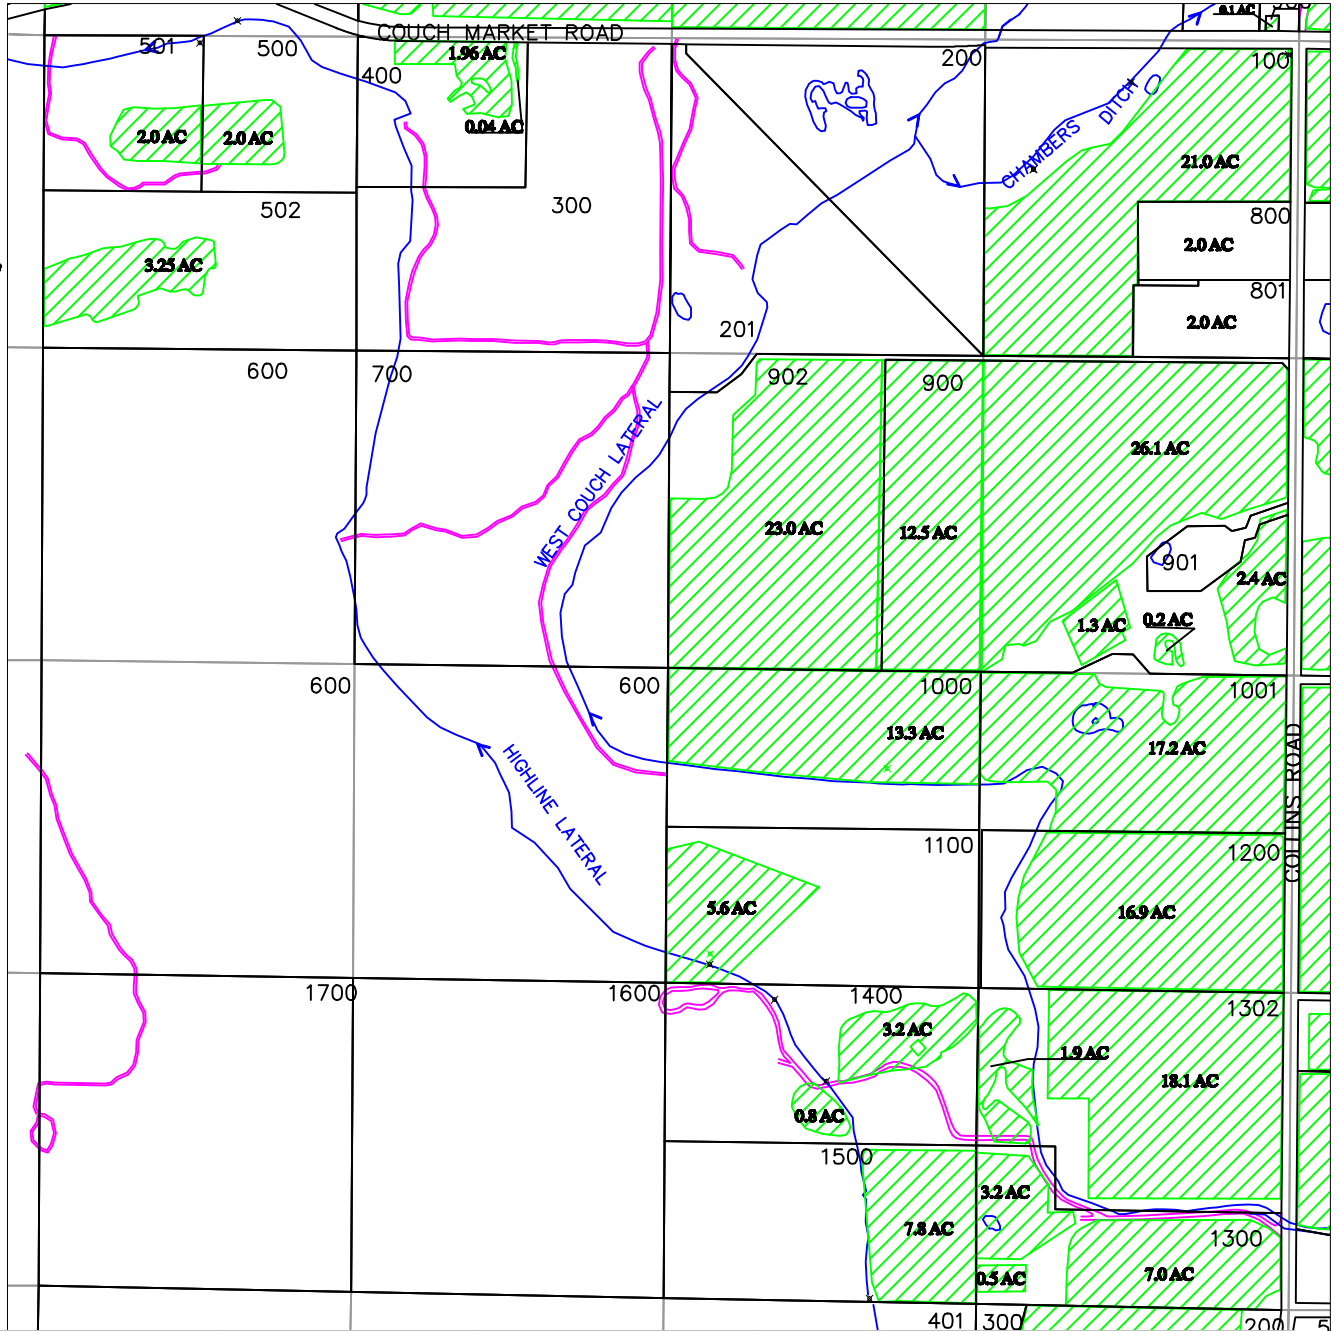 0.1 AC
COUCH MARKET ROAD
501
500
1.96 AC
200
100
400
0.04 AC
2.0 AC
2.0 AC
CHAMBERS DITCH
21.0 AC
502
300
800
2.0 AC
3.25 AC
801
2.0 AC
201
600
700
902
900
26.1 AC
WEST COUCH LATERAL
23.0 AC
12.5 AC
901
2.4 AC
1.3 AC
0.2 AC
600
600
1000
1001
13.3 AC
17.2 AC
HIGHLINE LATERAL
COLLINS ROAD
1100
1200
5.6 AC
16.9 AC
1700
1600
1400
1302
3.2 AC
1.9 AC
18.1 AC
0.8 AC
1500
3.2 AC
7.8 AC
1300
0.5 AC
7.0 AC
401
300
200
5